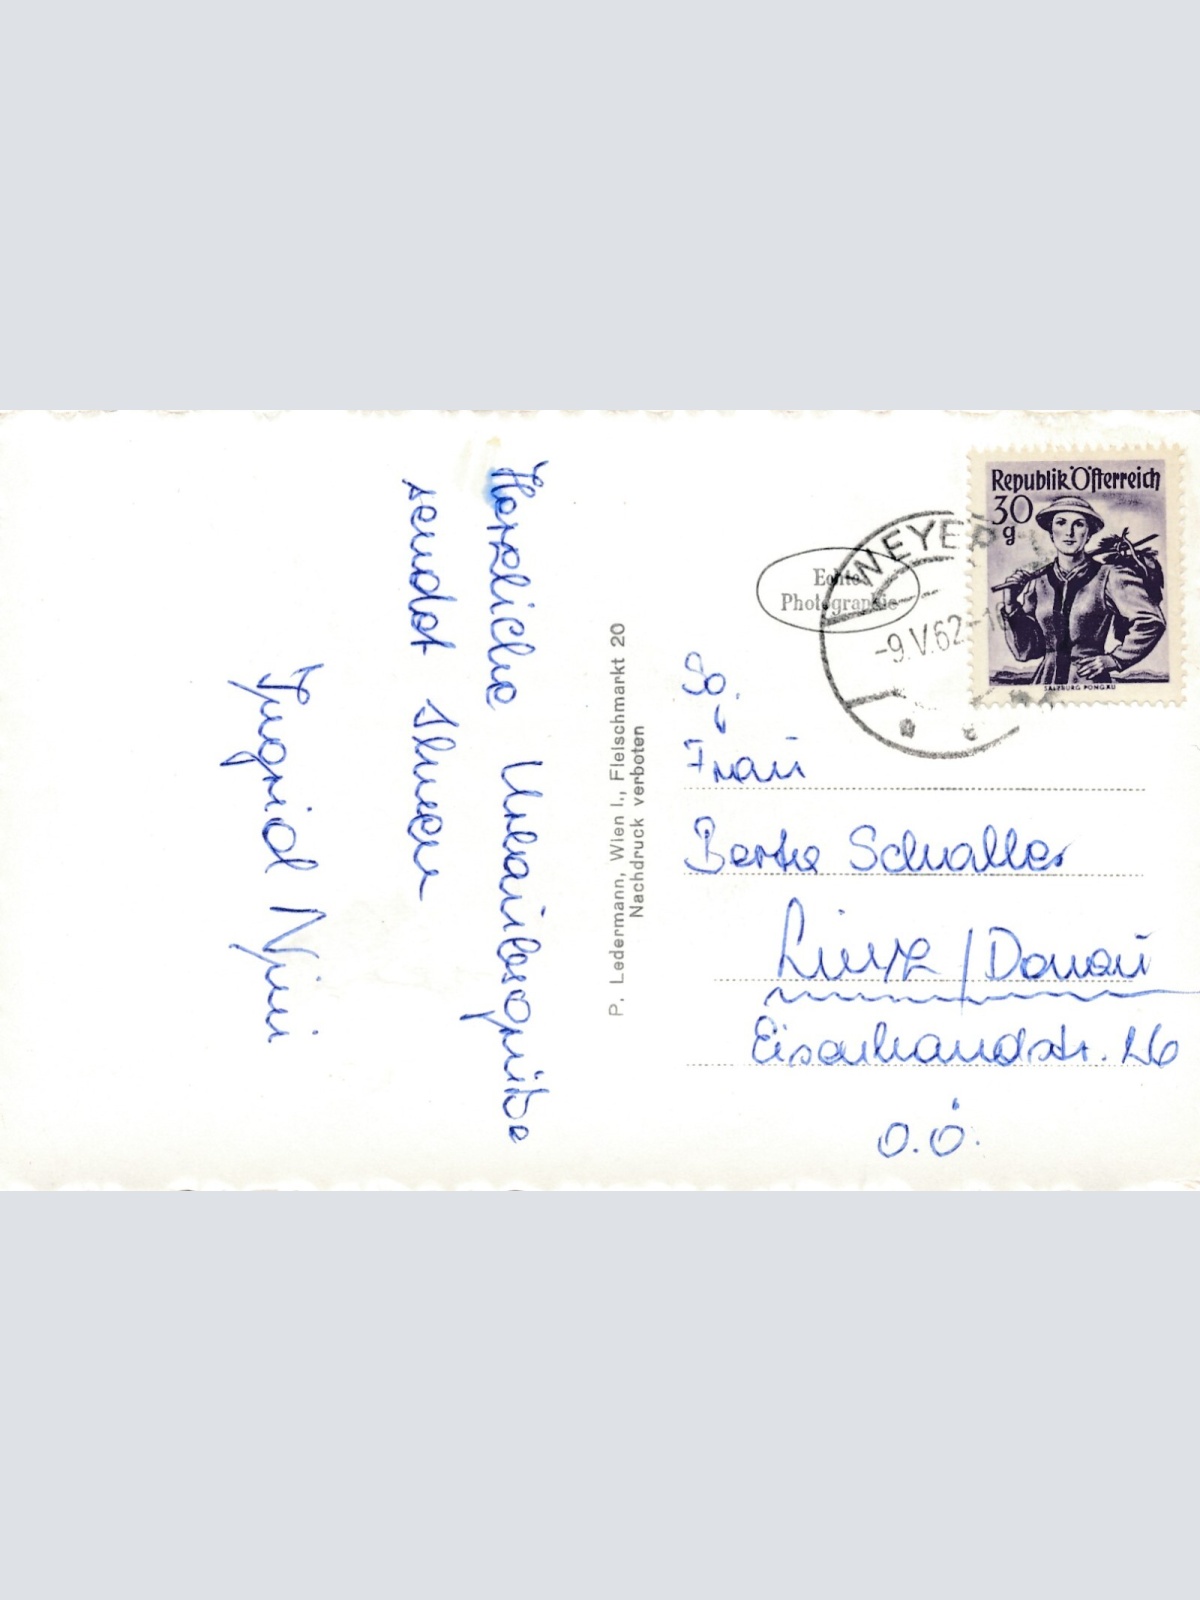 Herzliche Urlaubsgrüße
sendet Ihnen
Ingrid
P. Ledermann, Wien I., Fleischmarkt 20
Nachdruck verboten
Echte
Photographie
WEYER
-9.V.62-18
Republik Österreich
30
g
SALZBURG PONGAU
Frau
Berta Schaller
Linz/Donau
Eisenhandstr. 26
O.Ö.